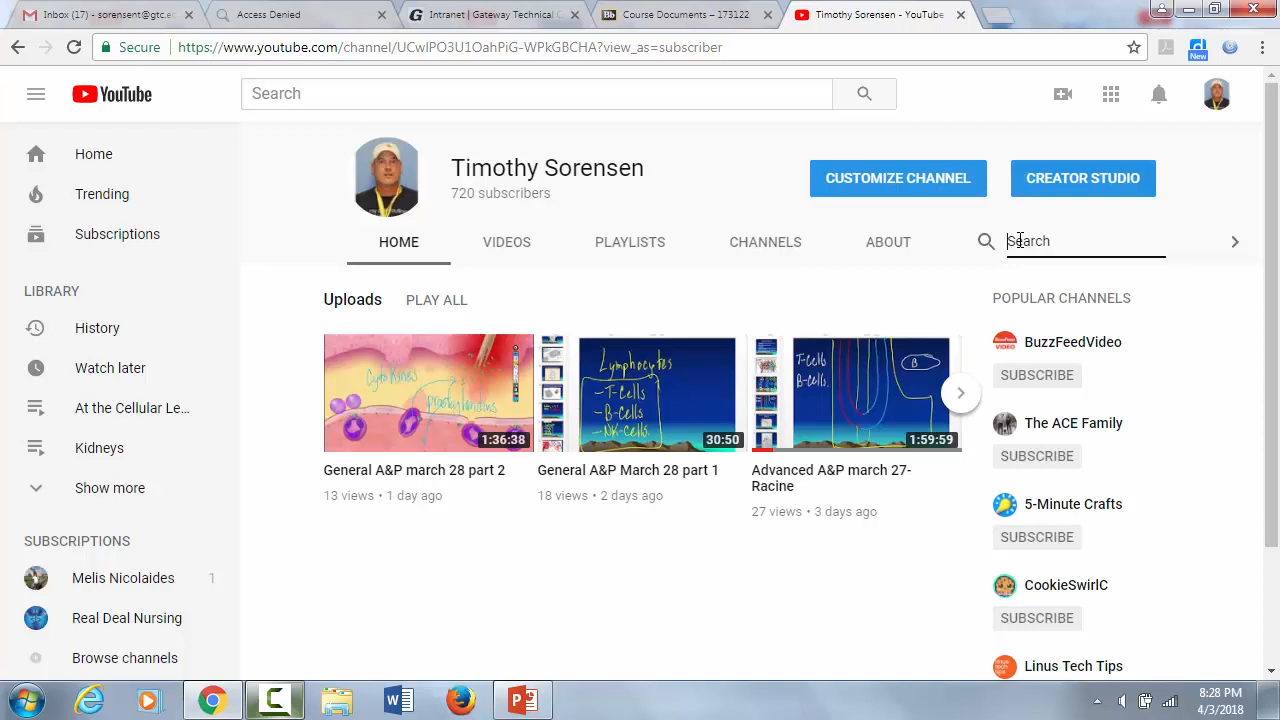 Inbox (17) - sorensent@gtc.e
Access Denied
Intranet | Gateway Technical C
Course Documents – 373122
Timothy Sorensen - YouTube
Secure
https://www.youtube.com/channel/UCwIPO3U1OahPiG-WPkGBCHA?view_as=subscriber
New
YouTube
Search
Home
Trending
Subscriptions
LIBRARY
History
Watch later
At the Cellular Le...
Kidneys
Show more
SUBSCRIPTIONS
Melis Nicolaides 1
Real Deal Nursing
Browse channels
Timothy Sorensen
720 subscribers
CUSTOMIZE CHANNEL
CREATOR STUDIO
HOME VIDEOS PLAYLISTS CHANNELS ABOUT Search
Uploads PLAY ALL
Cytokines
prostaglandins
1:36:38
General A&P march 28 part 2
13 views • 1 day ago
Lymphocytes
-T-Cells
-B-Cells
-NK-Cells
30:50
General A&P March 28 part 1
18 views • 2 days ago
T-Cells
B-Cells
B
1:59:59
Advanced A&P march 27-
Racine
27 views • 3 days ago
POPULAR CHANNELS
BuzzFeedVideo
SUBSCRIBE
The ACE Family
SUBSCRIBE
5-Minute Crafts
SUBSCRIBE
CookieSwirlC
SUBSCRIBE
Linus Tech Tips
8:28 PM
4/3/2018